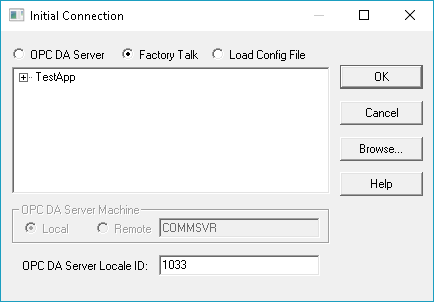 Initial Connection
OPC DA Server Factory Talk Load Config File
TestApp
OK
Cancel
Browse...
Help
OPC DA Server Machine
Local Remote COMMSVR
OPC DA Server Locale ID: 1033